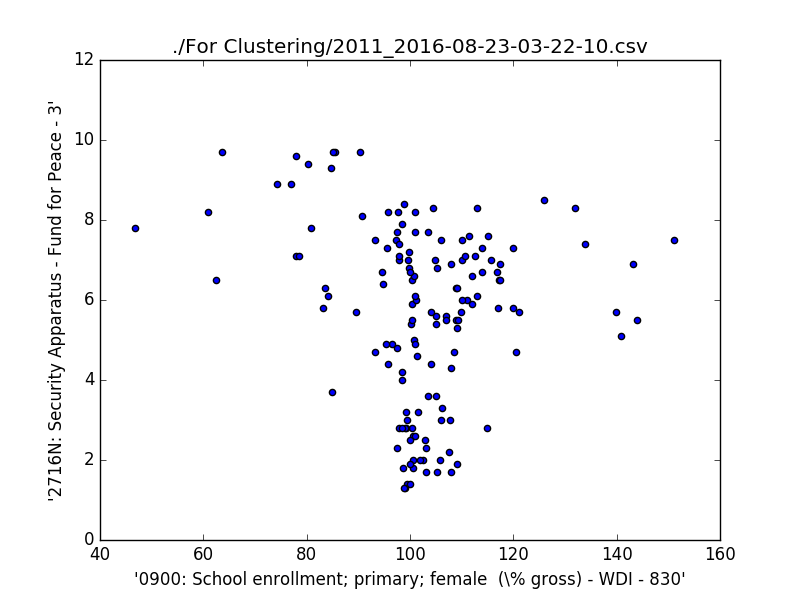 ./For Clustering/2011_2016-08-23-03-22-10.csv
12
10
8
6
4
2
0
'2716N: Security Apparatus - Fund for Peace - 3'
40 60 80 100 120 140 160
'0900: School enrollment; primary; female  (\% gross) - WDI - 830'